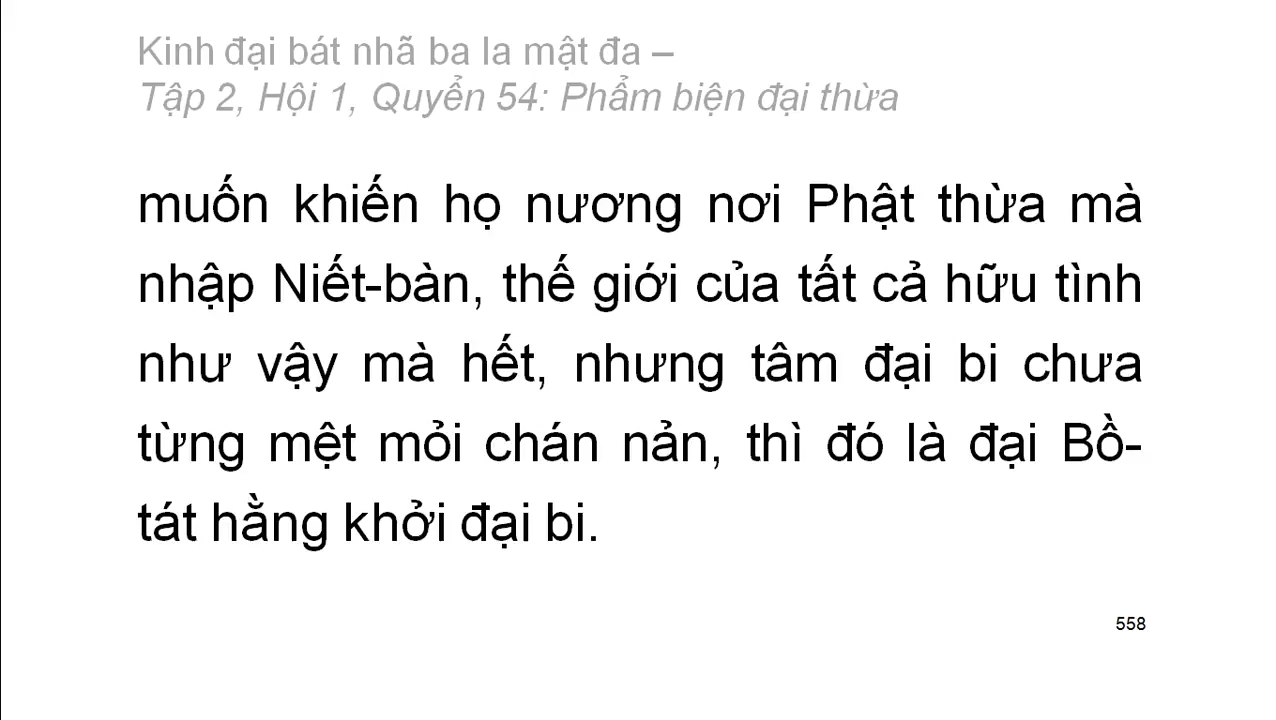 Kinh đại bát nhã ba la mật đa –
Tập 2, Hội 1, Quyển 54: Phẩm biện đại thừa
muốn khiến họ nương nơi Phật thừa mà
nhập Niết-bàn, thế giới của tất cả hữu tình
như vậy mà hết, nhưng tâm đại bi chưa
từng mệt mỏi chán nản, thì đó là đại Bồ-
tát hằng khởi đại bi.
558